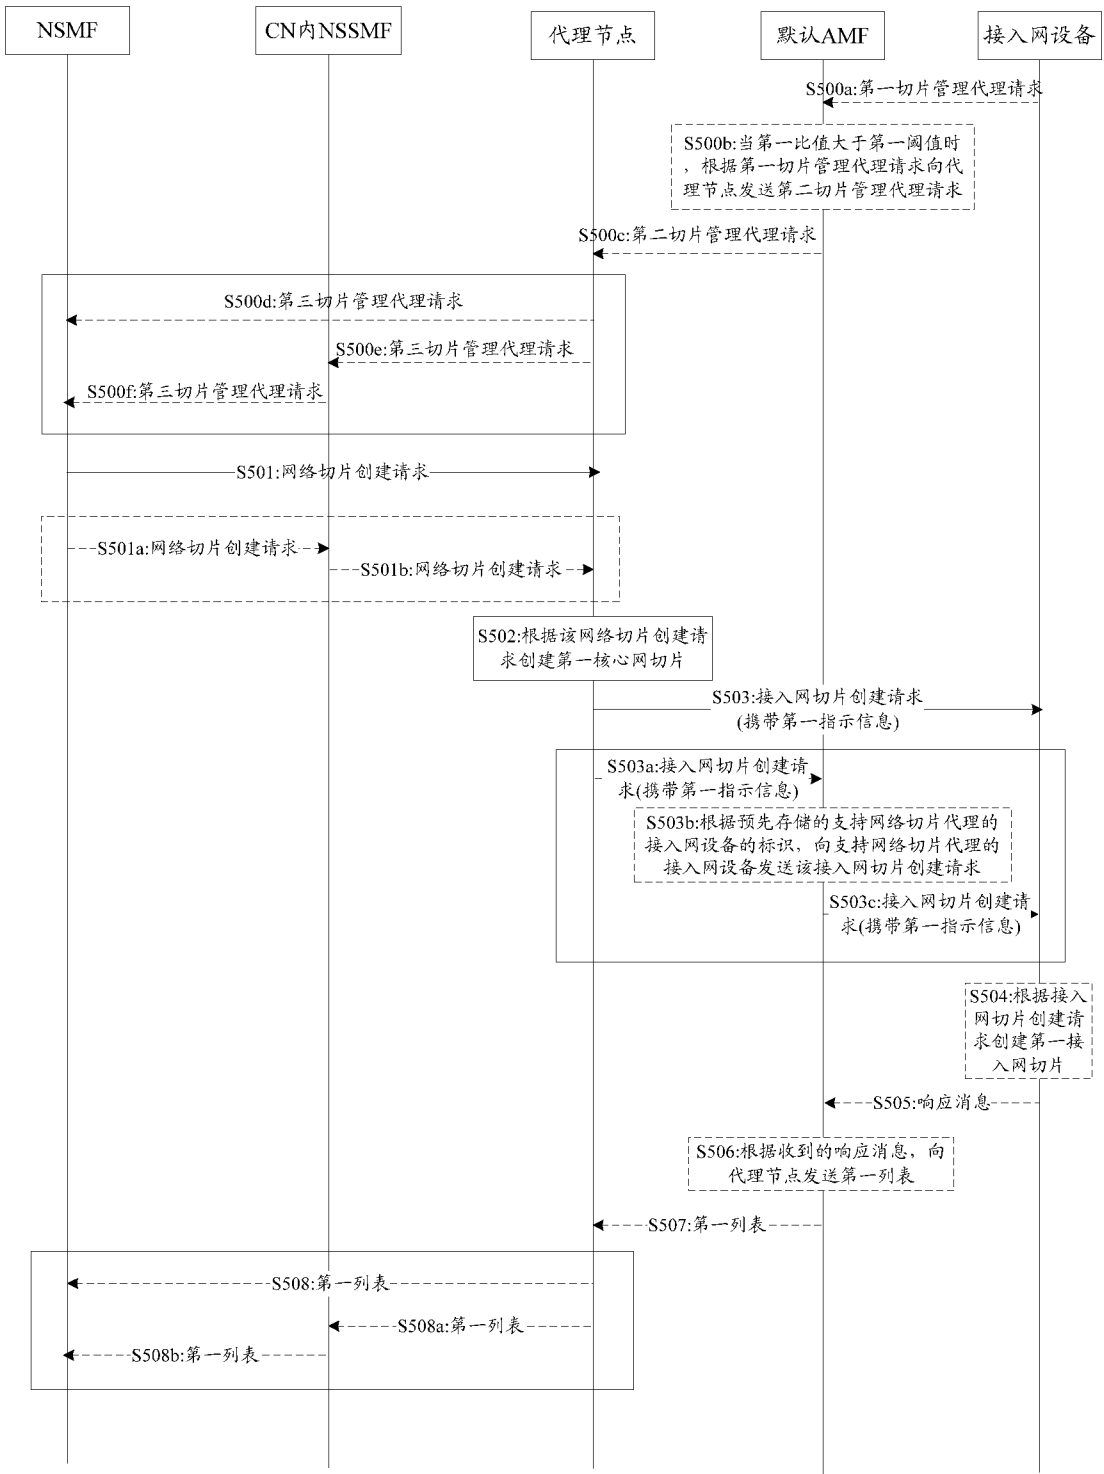 NSMF
CN内NSSMF
代理节点
默认AMF
接入网设备
S500a:第一切片管理代理请求
S500b:当第一比值大于第一阈值时
，根据第一切片管理代理请求向代
理节点发送第二切片管理代理请求
S500c:第二切片管理代理请求
S500d:第三切片管理代理请求
S500e:第三切片管理代理请求
S500f:第三切片管理代理请求
S501:网络切片创建请求
S501a:网络切片创建请求
S501b:网络切片创建请求
S502:根据该网络切片创建请
求创建第一核心网切片
S503:接入网切片创建请求
(携带第一指示信息)
S503a:接入网切片创建请
求(携带第一指示信息)
S503b:根据预先存储的支持网络切片代理的
接入网设备的标识，向支持网络切片代理的
接入网设备发送该接入网切片创建请求
S503c:接入网切片创建请
求(携带第一指示信息)
S504:根据接入
网切片创建请
求创建第一接
入网切片
S505:响应消息
S506:根据收到的响应消息，向
代理节点发送第一列表
S507:第一列表
S508:第一列表
S508a:第一列表
S508b:第一列表